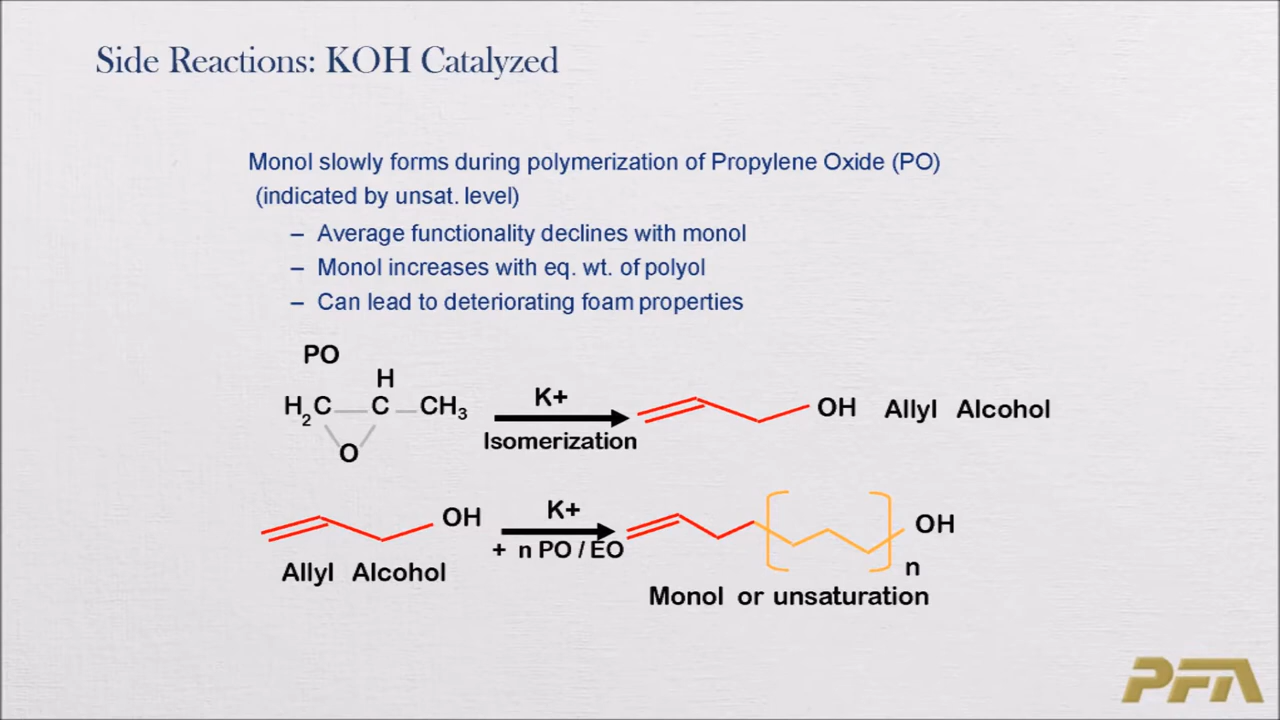 Side Reactions: KOH Catalyzed
Monol slowly forms during polymerization of Propylene Oxide (PO)
(indicated by unsat. level)
– Average functionality declines with monol
– Monol increases with eq. wt. of polyol
– Can lead to deteriorating foam properties
PO
H
H2C C CH3
O
K+
Isomerization
OH Allyl Alcohol
OH
Allyl Alcohol
K+
+ n PO / EO
OH
n
Monol or unsaturation
PFA